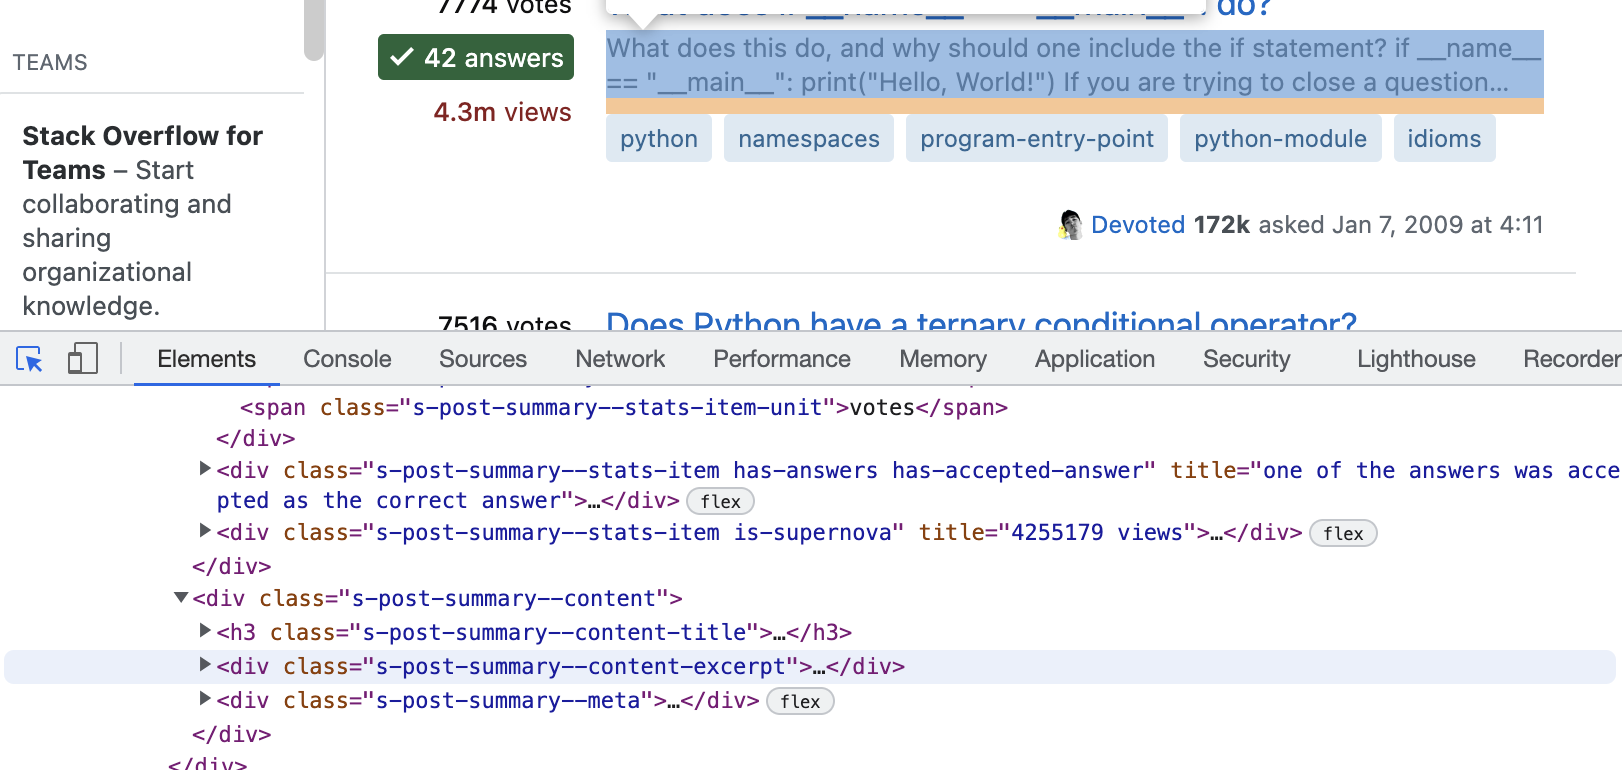 7774 votes
do?
TEAMS
42 answers
What does this do, and why should one include the if statement? if __name__
== "__main__": print("Hello, World!") If you are trying to close a question...
4.3m views
python namespaces program-entry-point python-module idioms
Stack Overflow for
Teams – Start
collaborating and
sharing
organizational
knowledge.
Devoted 172k asked Jan 7, 2009 at 4:11
7516 votes
Does Python have a ternary conditional operator?
Elements Console Sources Network Performance Memory Application Security Lighthouse Recorder
<span class="s-post-summary--stats-item-unit">votes</span>
</div>
<div class="s-post-summary--stats-item has-answers has-accepted-answer" title="one of the answers was acce
pted as the correct answer">…</div> flex
<div class="s-post-summary--stats-item is-supernova" title="4255179 views">…</div> flex
</div>
<div class="s-post-summary--content">
<h3 class="s-post-summary--content-title">…</h3>
<div class="s-post-summary--content-excerpt">…</div>
<div class="s-post-summary--meta">…</div> flex
</div>
</div>